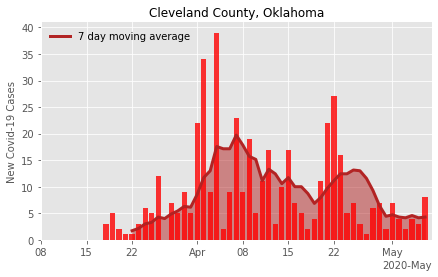 Cleveland County, Oklahoma
7 day moving average
New Covid-19 Cases
40
35
30
25
20
15
10
5
0
08 15 22 Apr 08 15 22 May
2020-May